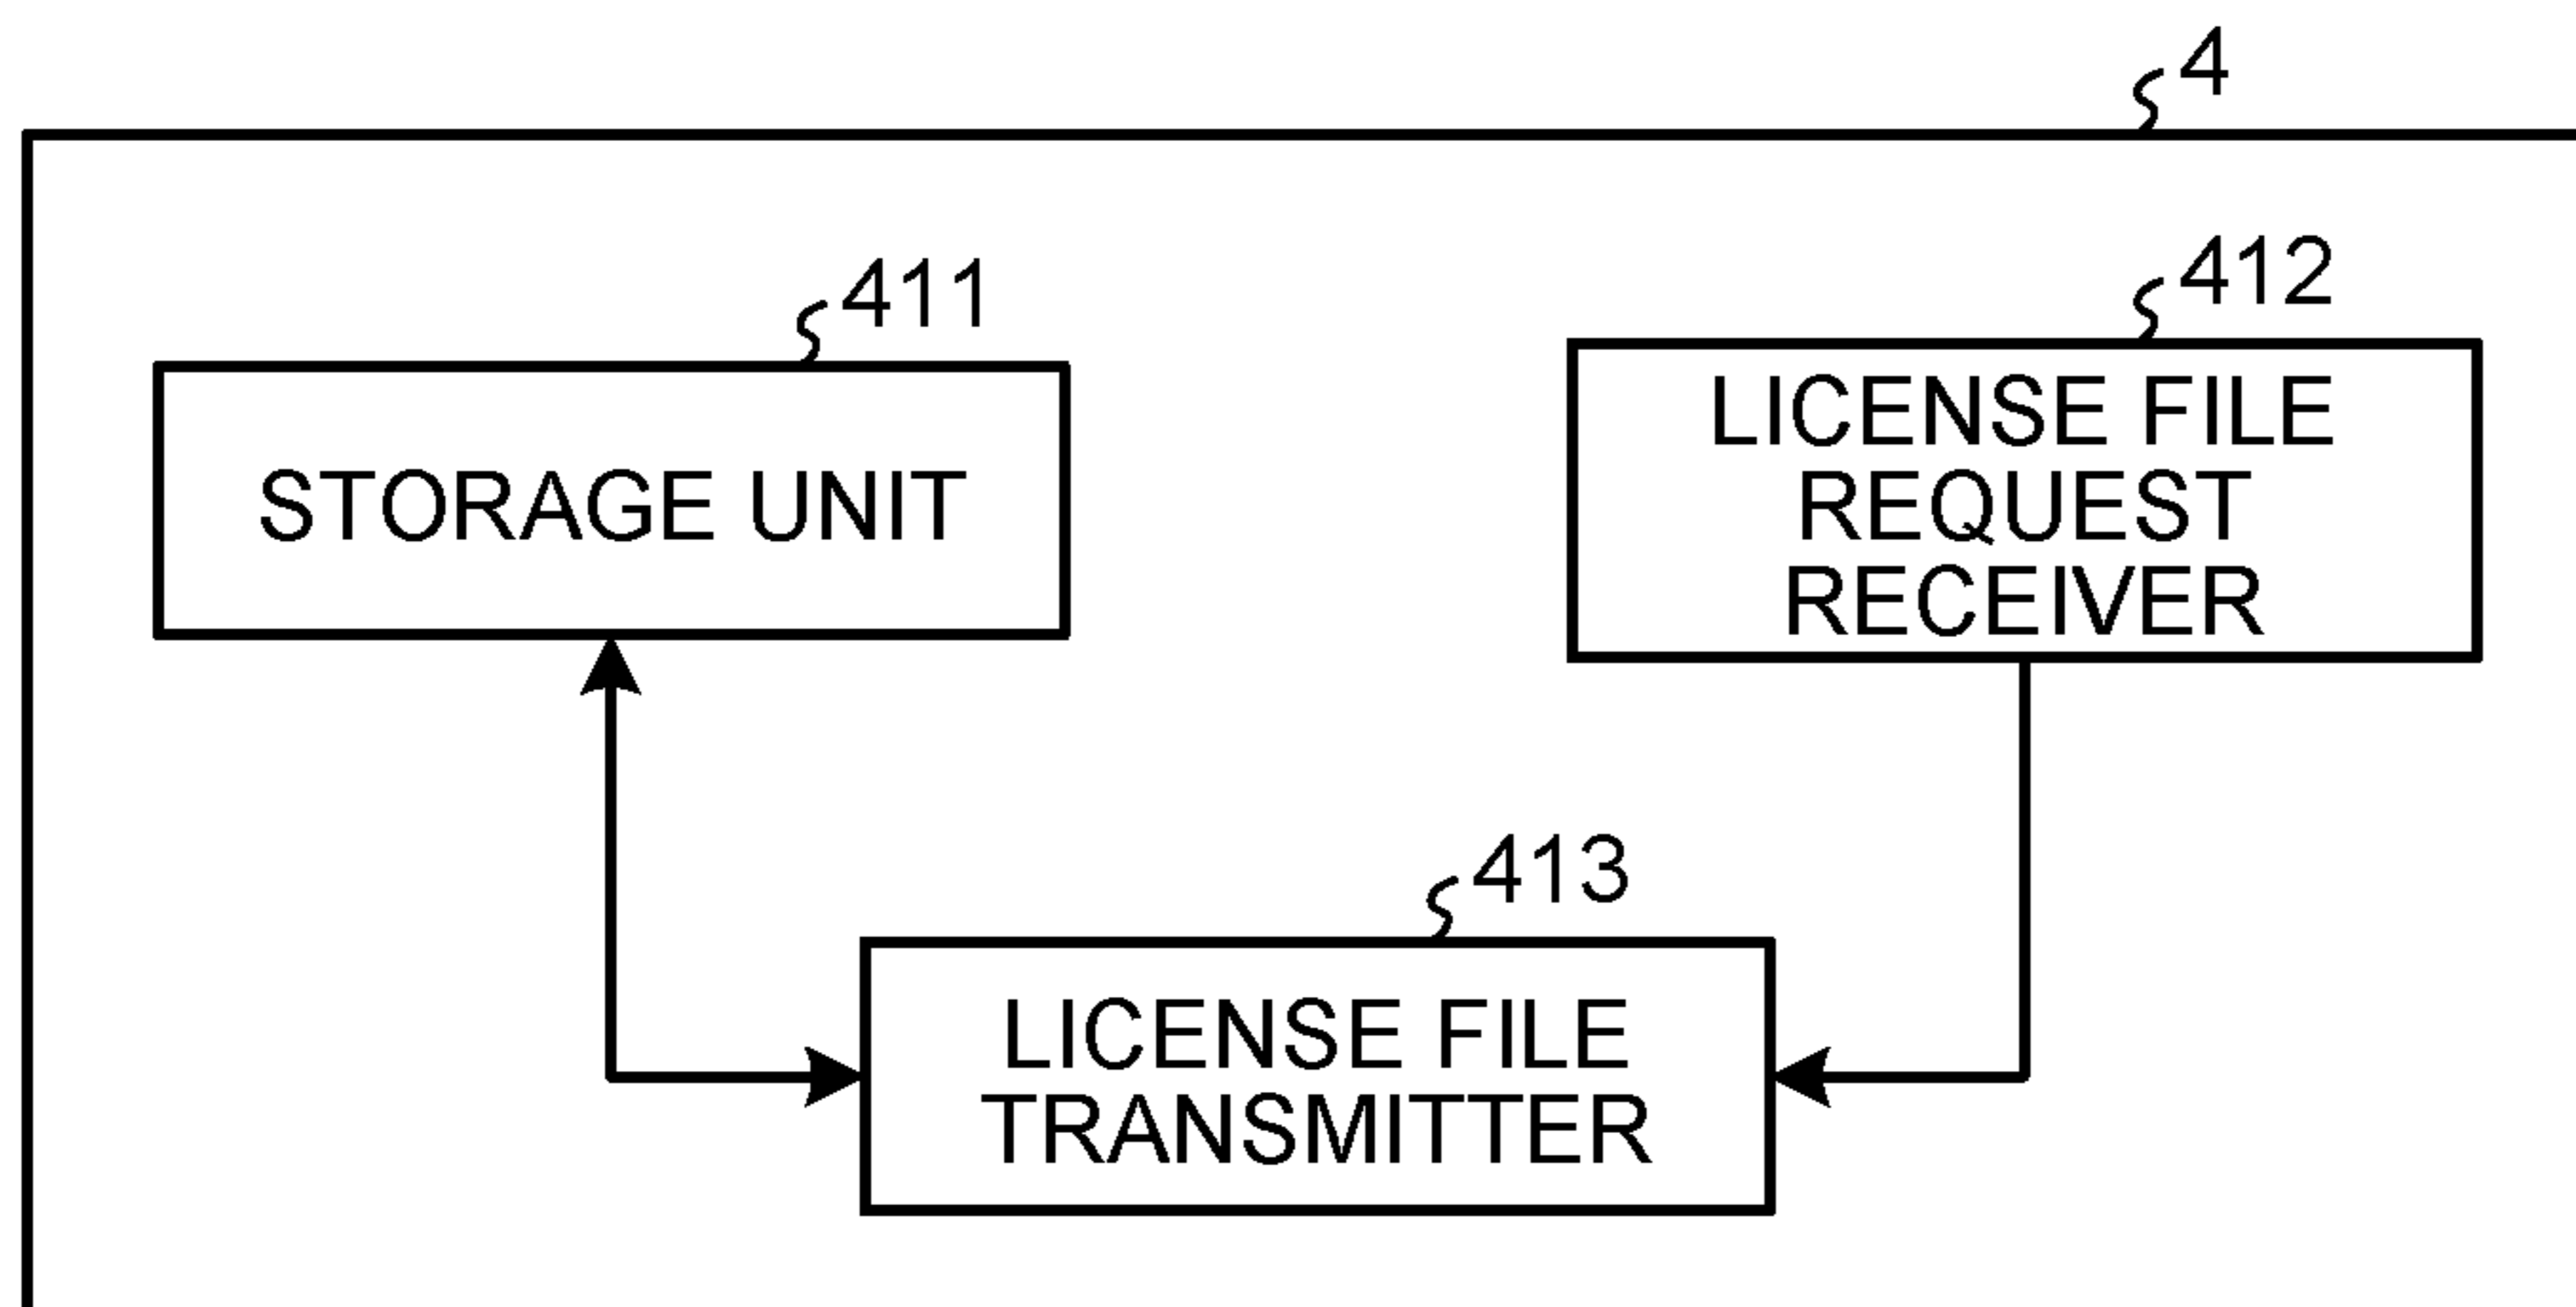 4
411
STORAGE UNIT
412
LICENSE FILE
REQUEST
RECEIVER
413
LICENSE FILE
TRANSMITTER